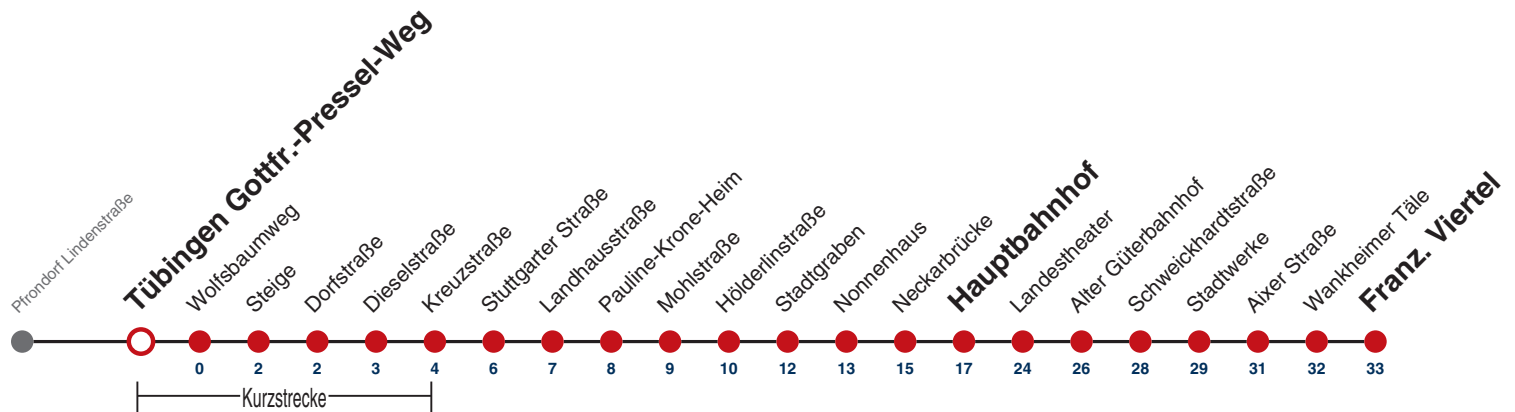 Pfrondorf Lindenstraße
Tübingen Gottfr.-Pressel-Weg
Wolfsbaumweg
Steige
Dorfstraße
Dieselstraße
Kreuzstraße
Stuttgarter Straße
Landhausstraße
Pauline-Krone-Heim
Mohlstraße
Hölderlinstraße
Stadtgraben
Nonnenhaus
Neckarbrücke
Hauptbahnhof
Landestheater
Alter Güterbahnhof
Schweickhardtstraße
Stadtwerke
Aixer Straße
Wankheimer Täle
Franz. Viertel
0 2 2 3 4 6 7 8 9 10 12 13 15 17 24 26 28 29 31 32 33
Kurzstrecke